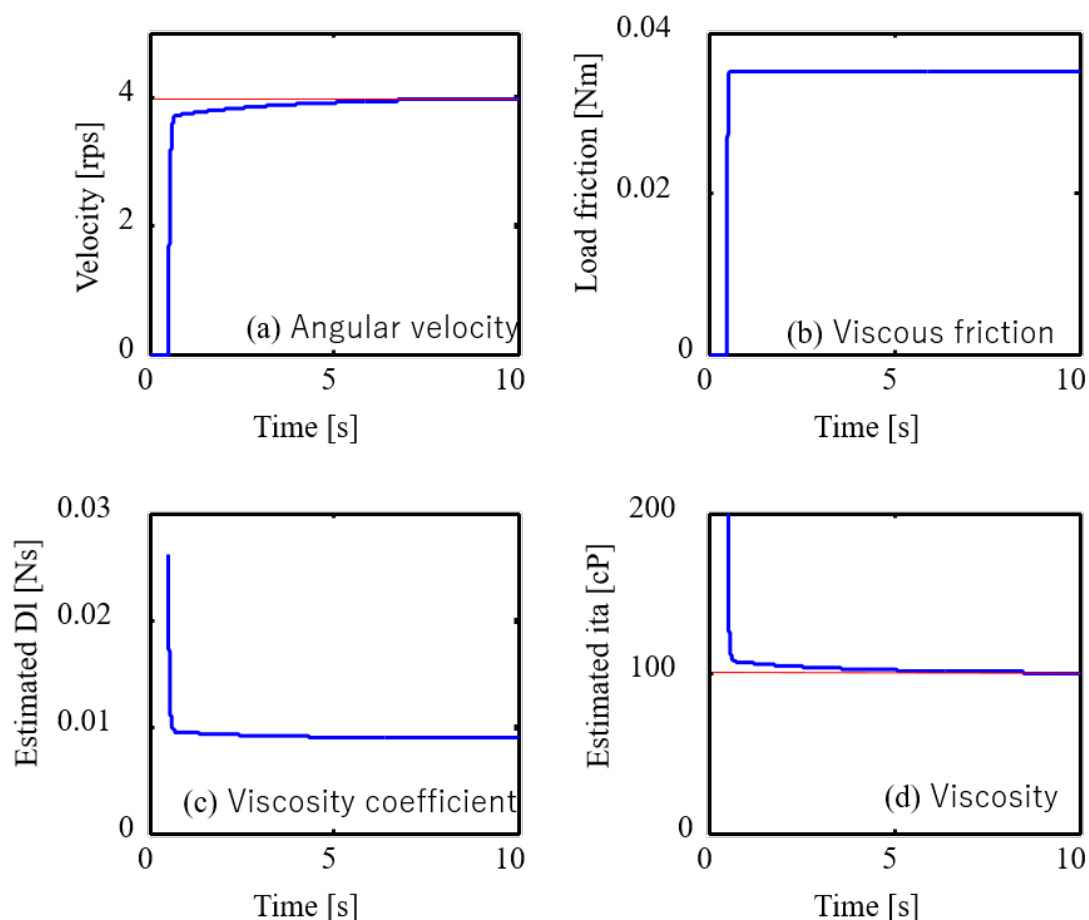 Velocity [rps]
4
2
0
(a) Angular velocity
0
5
10
Time [s]
Load friction [Nm]
0.04
0.02
0
(b) Viscous friction
0
5
10
Time [s]
Estimated Dl [Ns]
0.03
0.02
0.01
0
(c) Viscosity coefficient
0
5
10
Time [s]
Estimated ita [cP]
200
100
0
(d) Viscosity
0
5
10
Time [s]